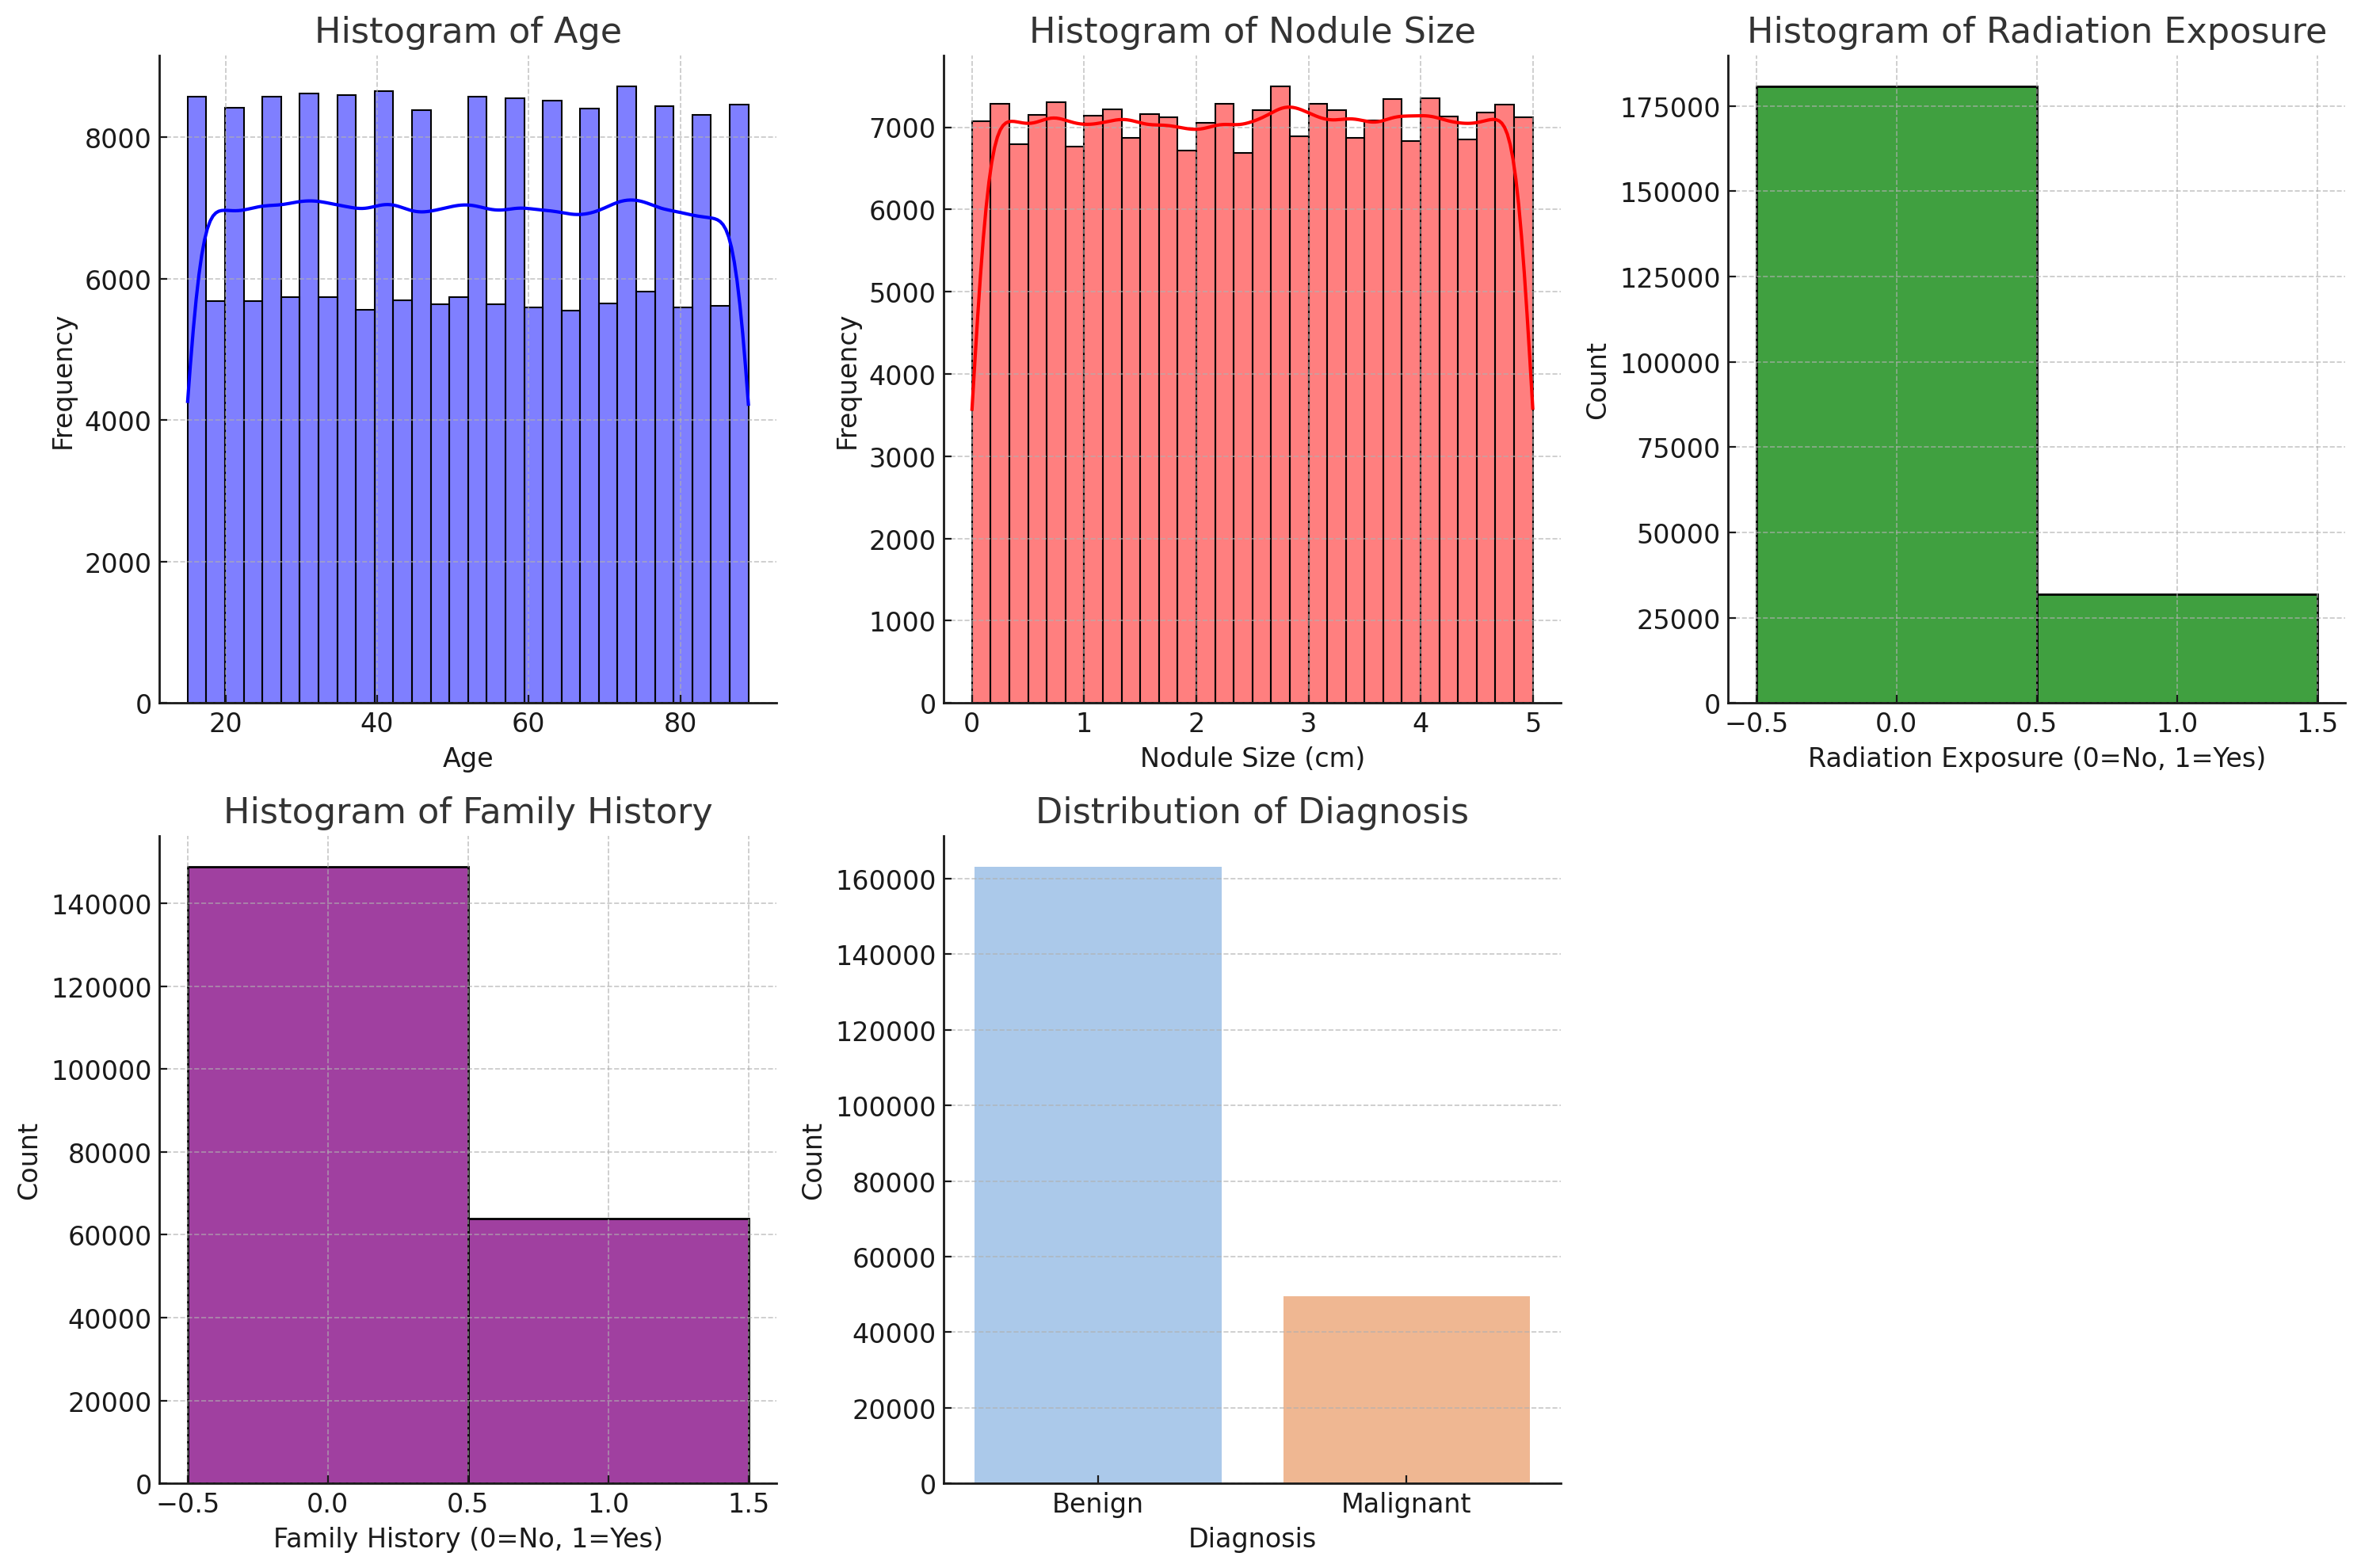 Histogram of Age
8000
6000
4000
2000
0
20 40 60 80
Frequency
Age
Histogram of Nodule Size
7000
6000
5000
4000
3000
2000
1000
0
0 1 2 3 4 5
Frequency
Nodule Size (cm)
Histogram of Radiation Exposure
175000
150000
125000
100000
75000
50000
25000
0
−0.5 0.0 0.5 1.0 1.5
Count
Radiation Exposure (0=No, 1=Yes)
Histogram of Family History
140000
120000
100000
80000
60000
40000
20000
0
−0.5 0.0 0.5 1.0 1.5
Count
Family History (0=No, 1=Yes)
Distribution of Diagnosis
160000
140000
120000
100000
80000
60000
40000
20000
0
Benign Malignant
Count
Diagnosis